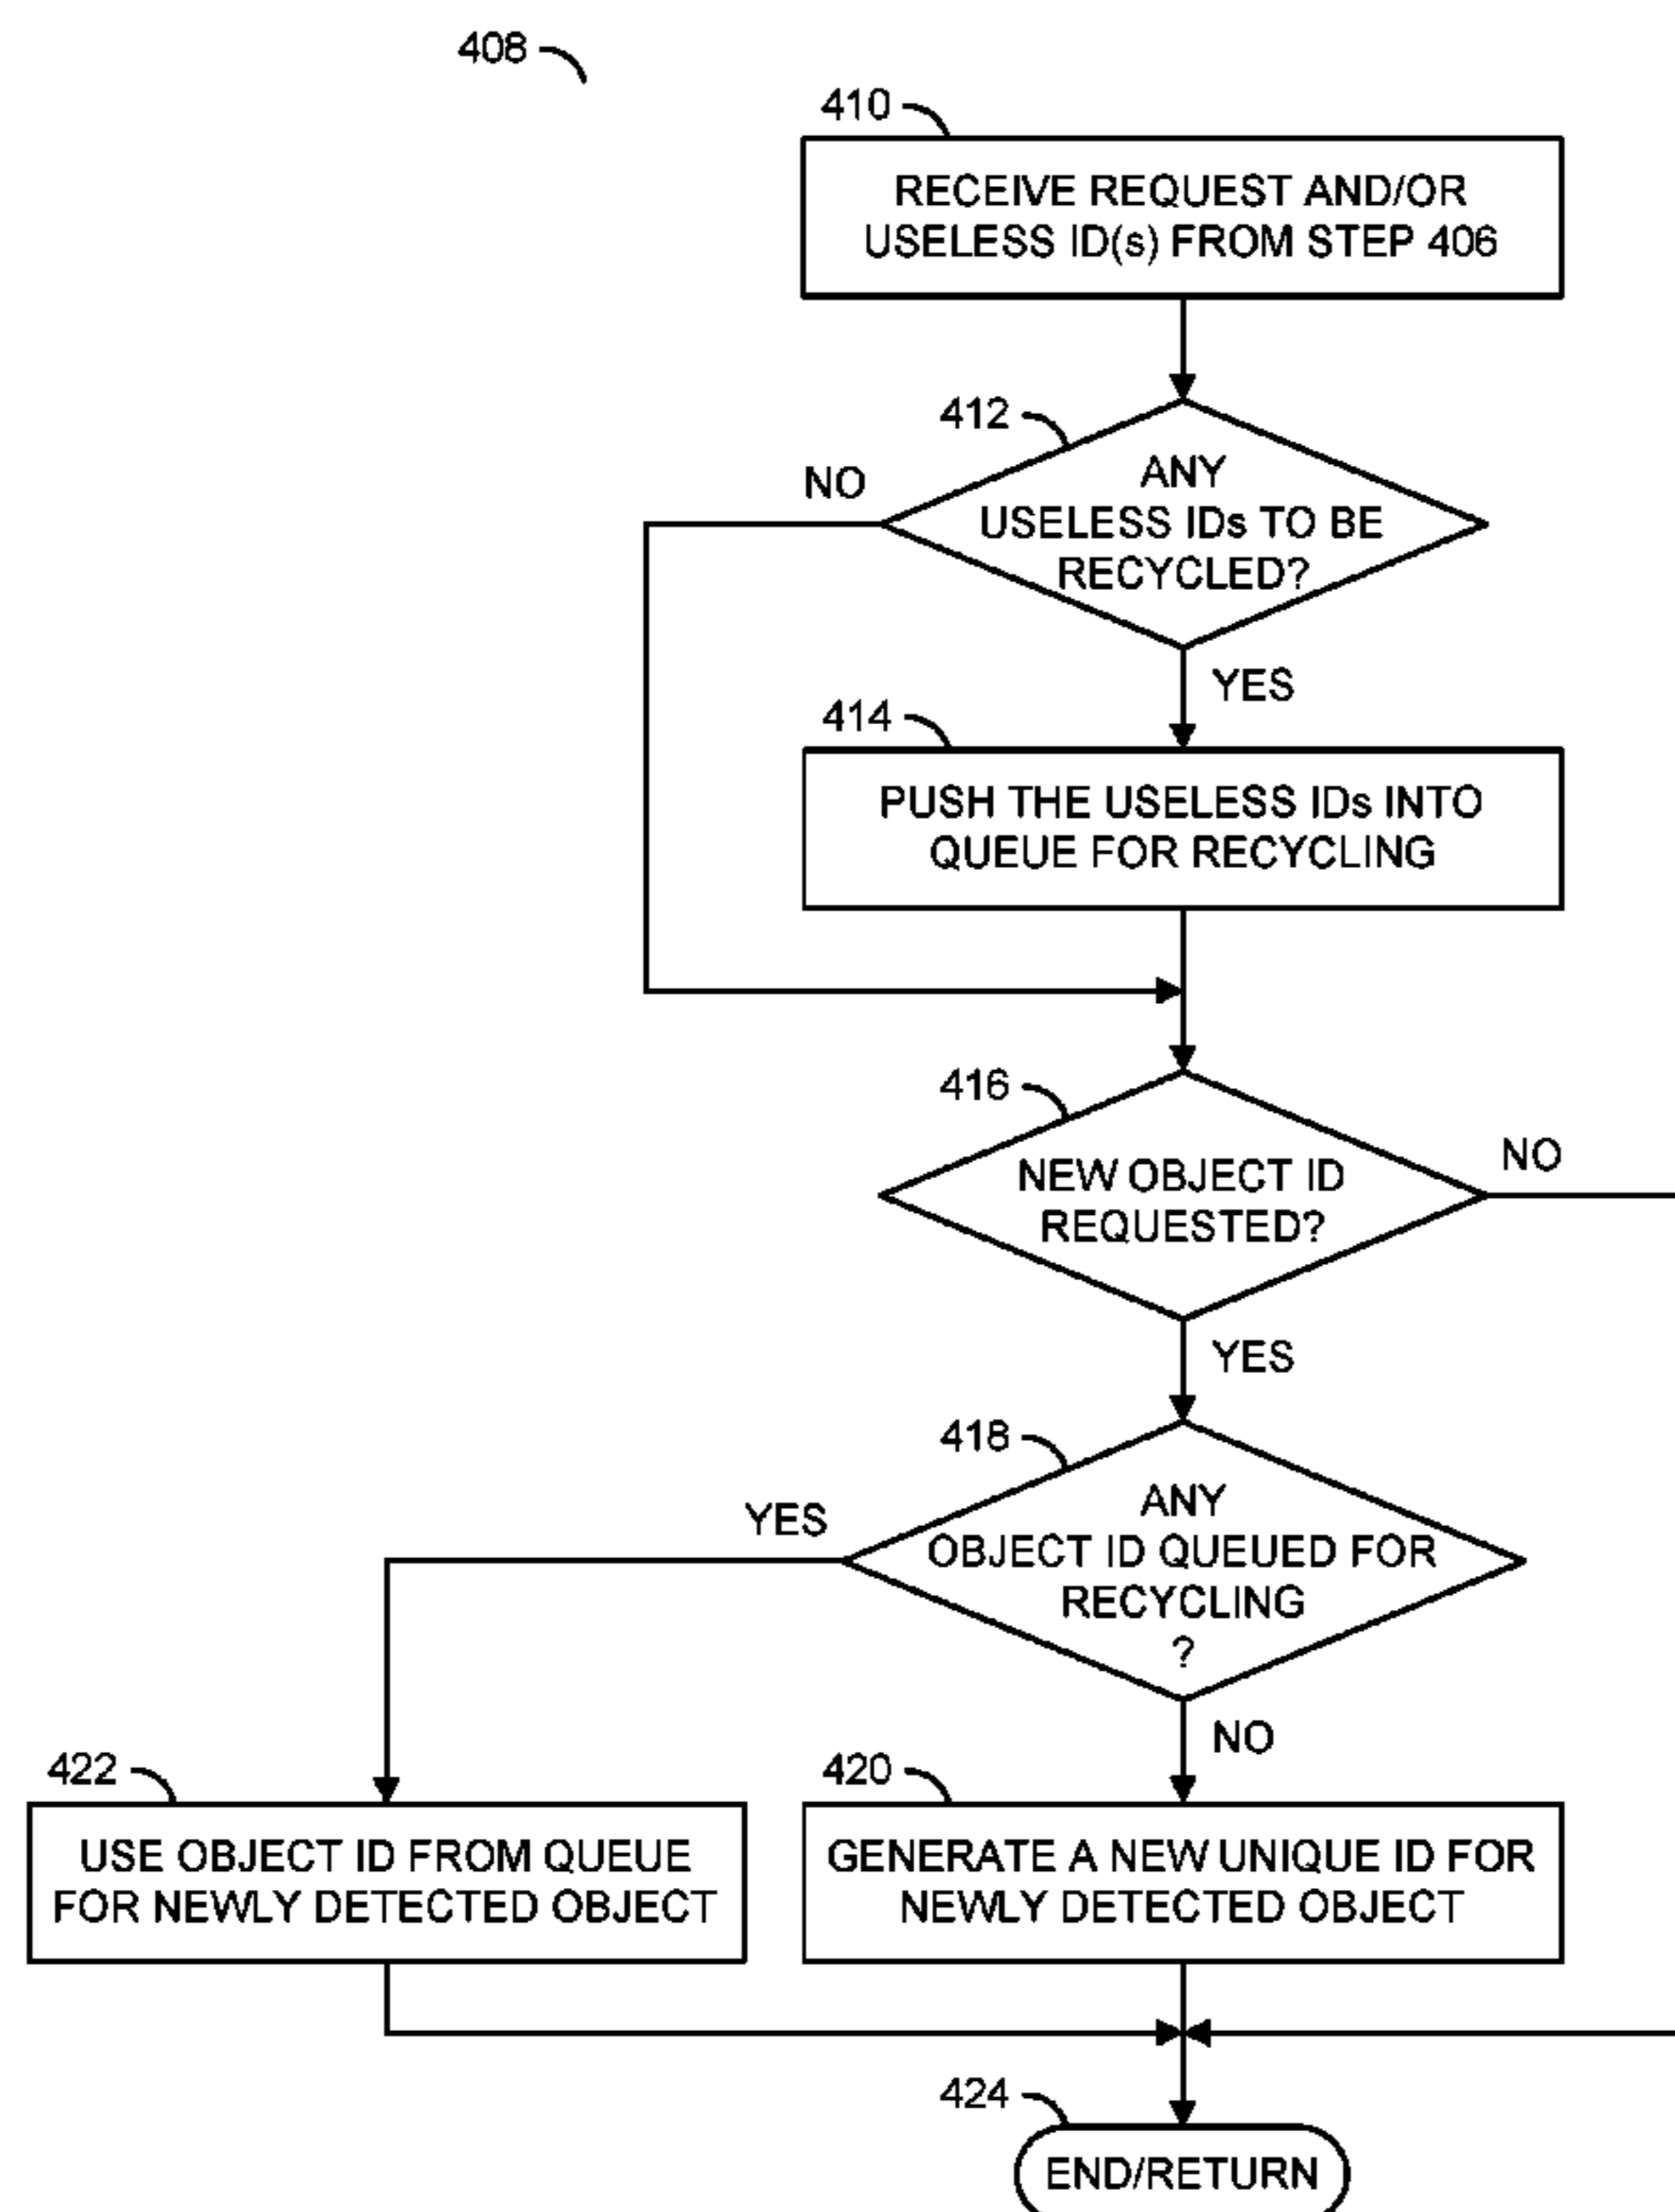 408
410
RECEIVE REQUEST AND/OR
USELESS ID(s) FROM STEP 406
412
NO
ANY
USELESS IDs TO BE
RECYCLED?
YES
414
PUSH THE USELESS IDs INTO
QUEUE FOR RECYCLING
416
NO
NEW OBJECT ID
REQUESTED?
YES
418
YES
ANY
OBJECT ID QUEUED FOR
RECYCLING
?
NO
422
USE OBJECT ID FROM QUEUE
FOR NEWLY DETECTED OBJECT
420
GENERATE A NEW UNIQUE ID FOR
NEWLY DETECTED OBJECT
424
END/RETURN